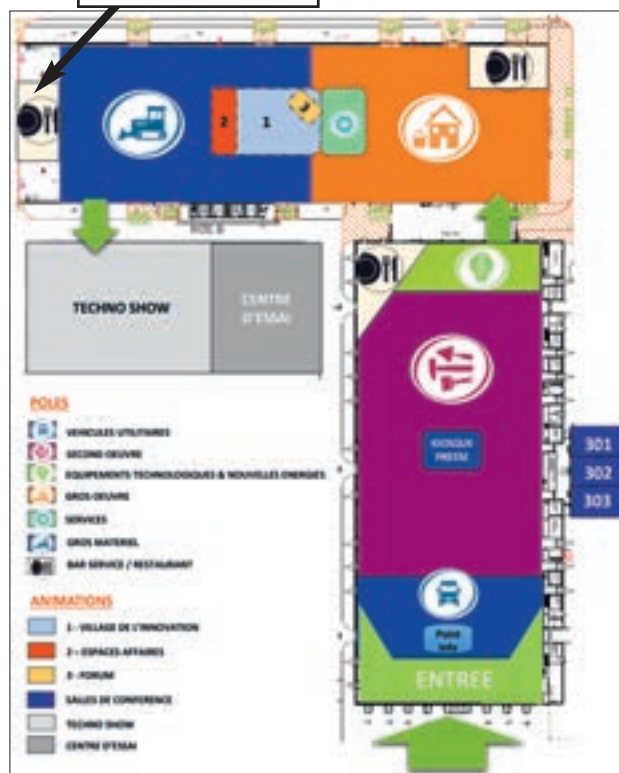 2
1
3
TECHNO SHOW
CENTRE
D'ESSAI
KIOSQUE
PRESSE
301
302
303
Point
Info
ENTREE
POLES
VEHICULES UTILITAIRES
SECOND OEUVRE
EQUIPEMENTS TECHNOLOGIQUES & NOUVELLES ENERGIES
GROS OEUVRE
SERVICES
GROS MATERIEL
BAR SERVICE / RESTAURANT
ANIMATIONS
1 - VILLAGE DE L'INNOVATION
2 - ESPACES AFFAIRES
3 - FORUM
SALLES DE CONFERENCE
TECHNO SHOW
CENTRE D'ESSAI